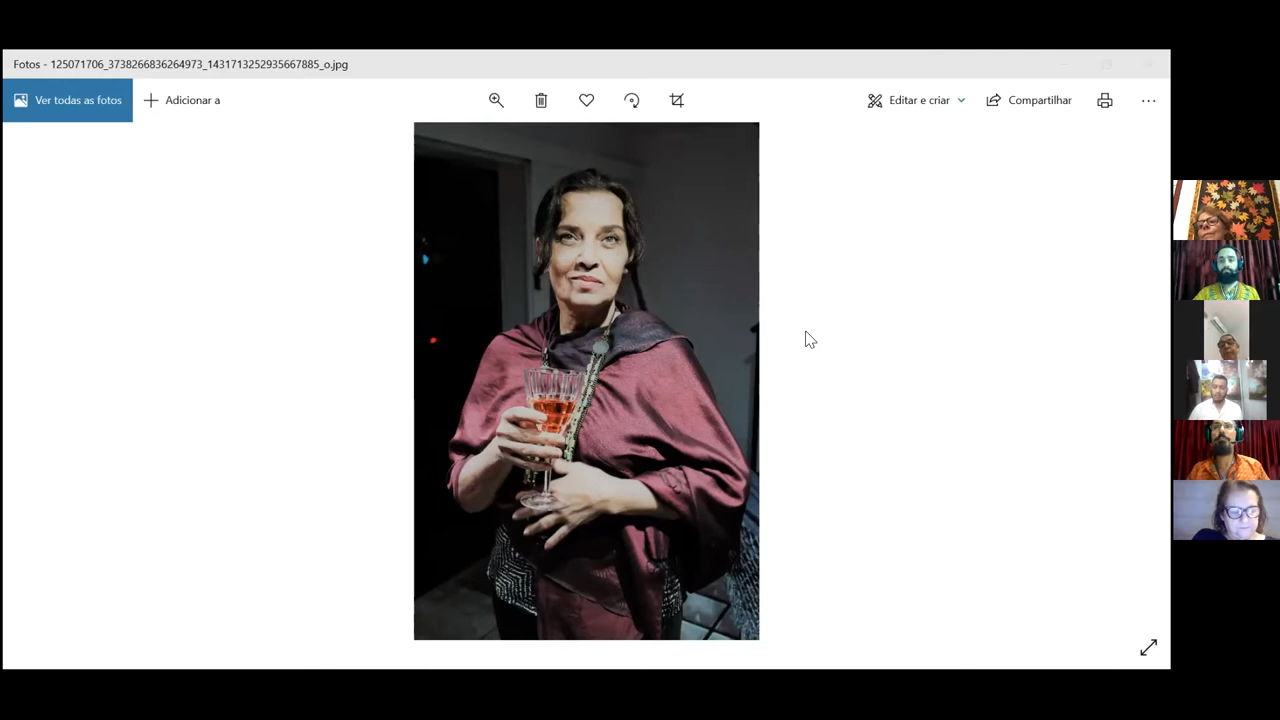 Fotos - 125071706_3738266836264973_1431713252935667885_o.jpg
Ver todas as fotos
Adicionar a
Editar e criar
Compartilhar